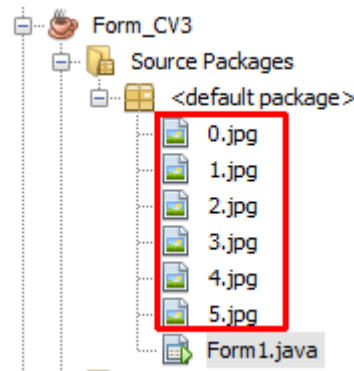 Form_CV3
Source Packages
<default package>
0.jpg
1.jpg
2.jpg
3.jpg
4.jpg
5.jpg
Form1.java